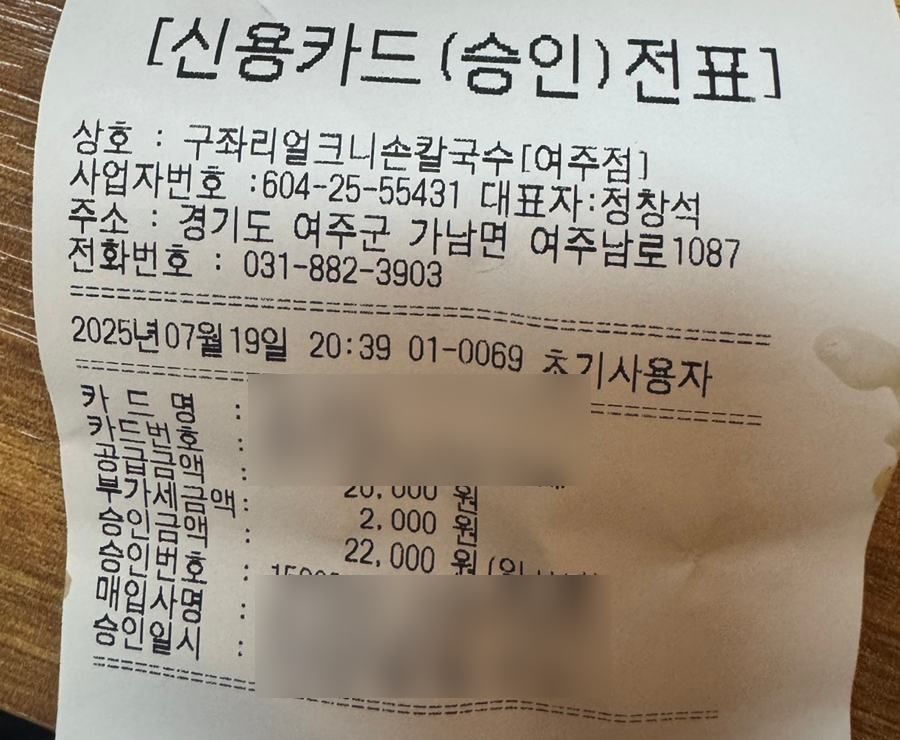 [신용카드(승인)전표]
상호 : 구좌리얼크니손칼국수[여주점]
사업자번호 :604-25-55431 대표자:정창석
주소 : 경기도 여주군 가남면 여주남로1087
전화번호 : 031-882-3903
2025년07월19일 20:39 01-0069 초기사용자
카 드 명 :
카드번호 :
공급금액 : 20,000 원
부가세금액: 2,000 원
승인금액 : 22,000 원
승인번호 :
매입사명 :
승인일시 :